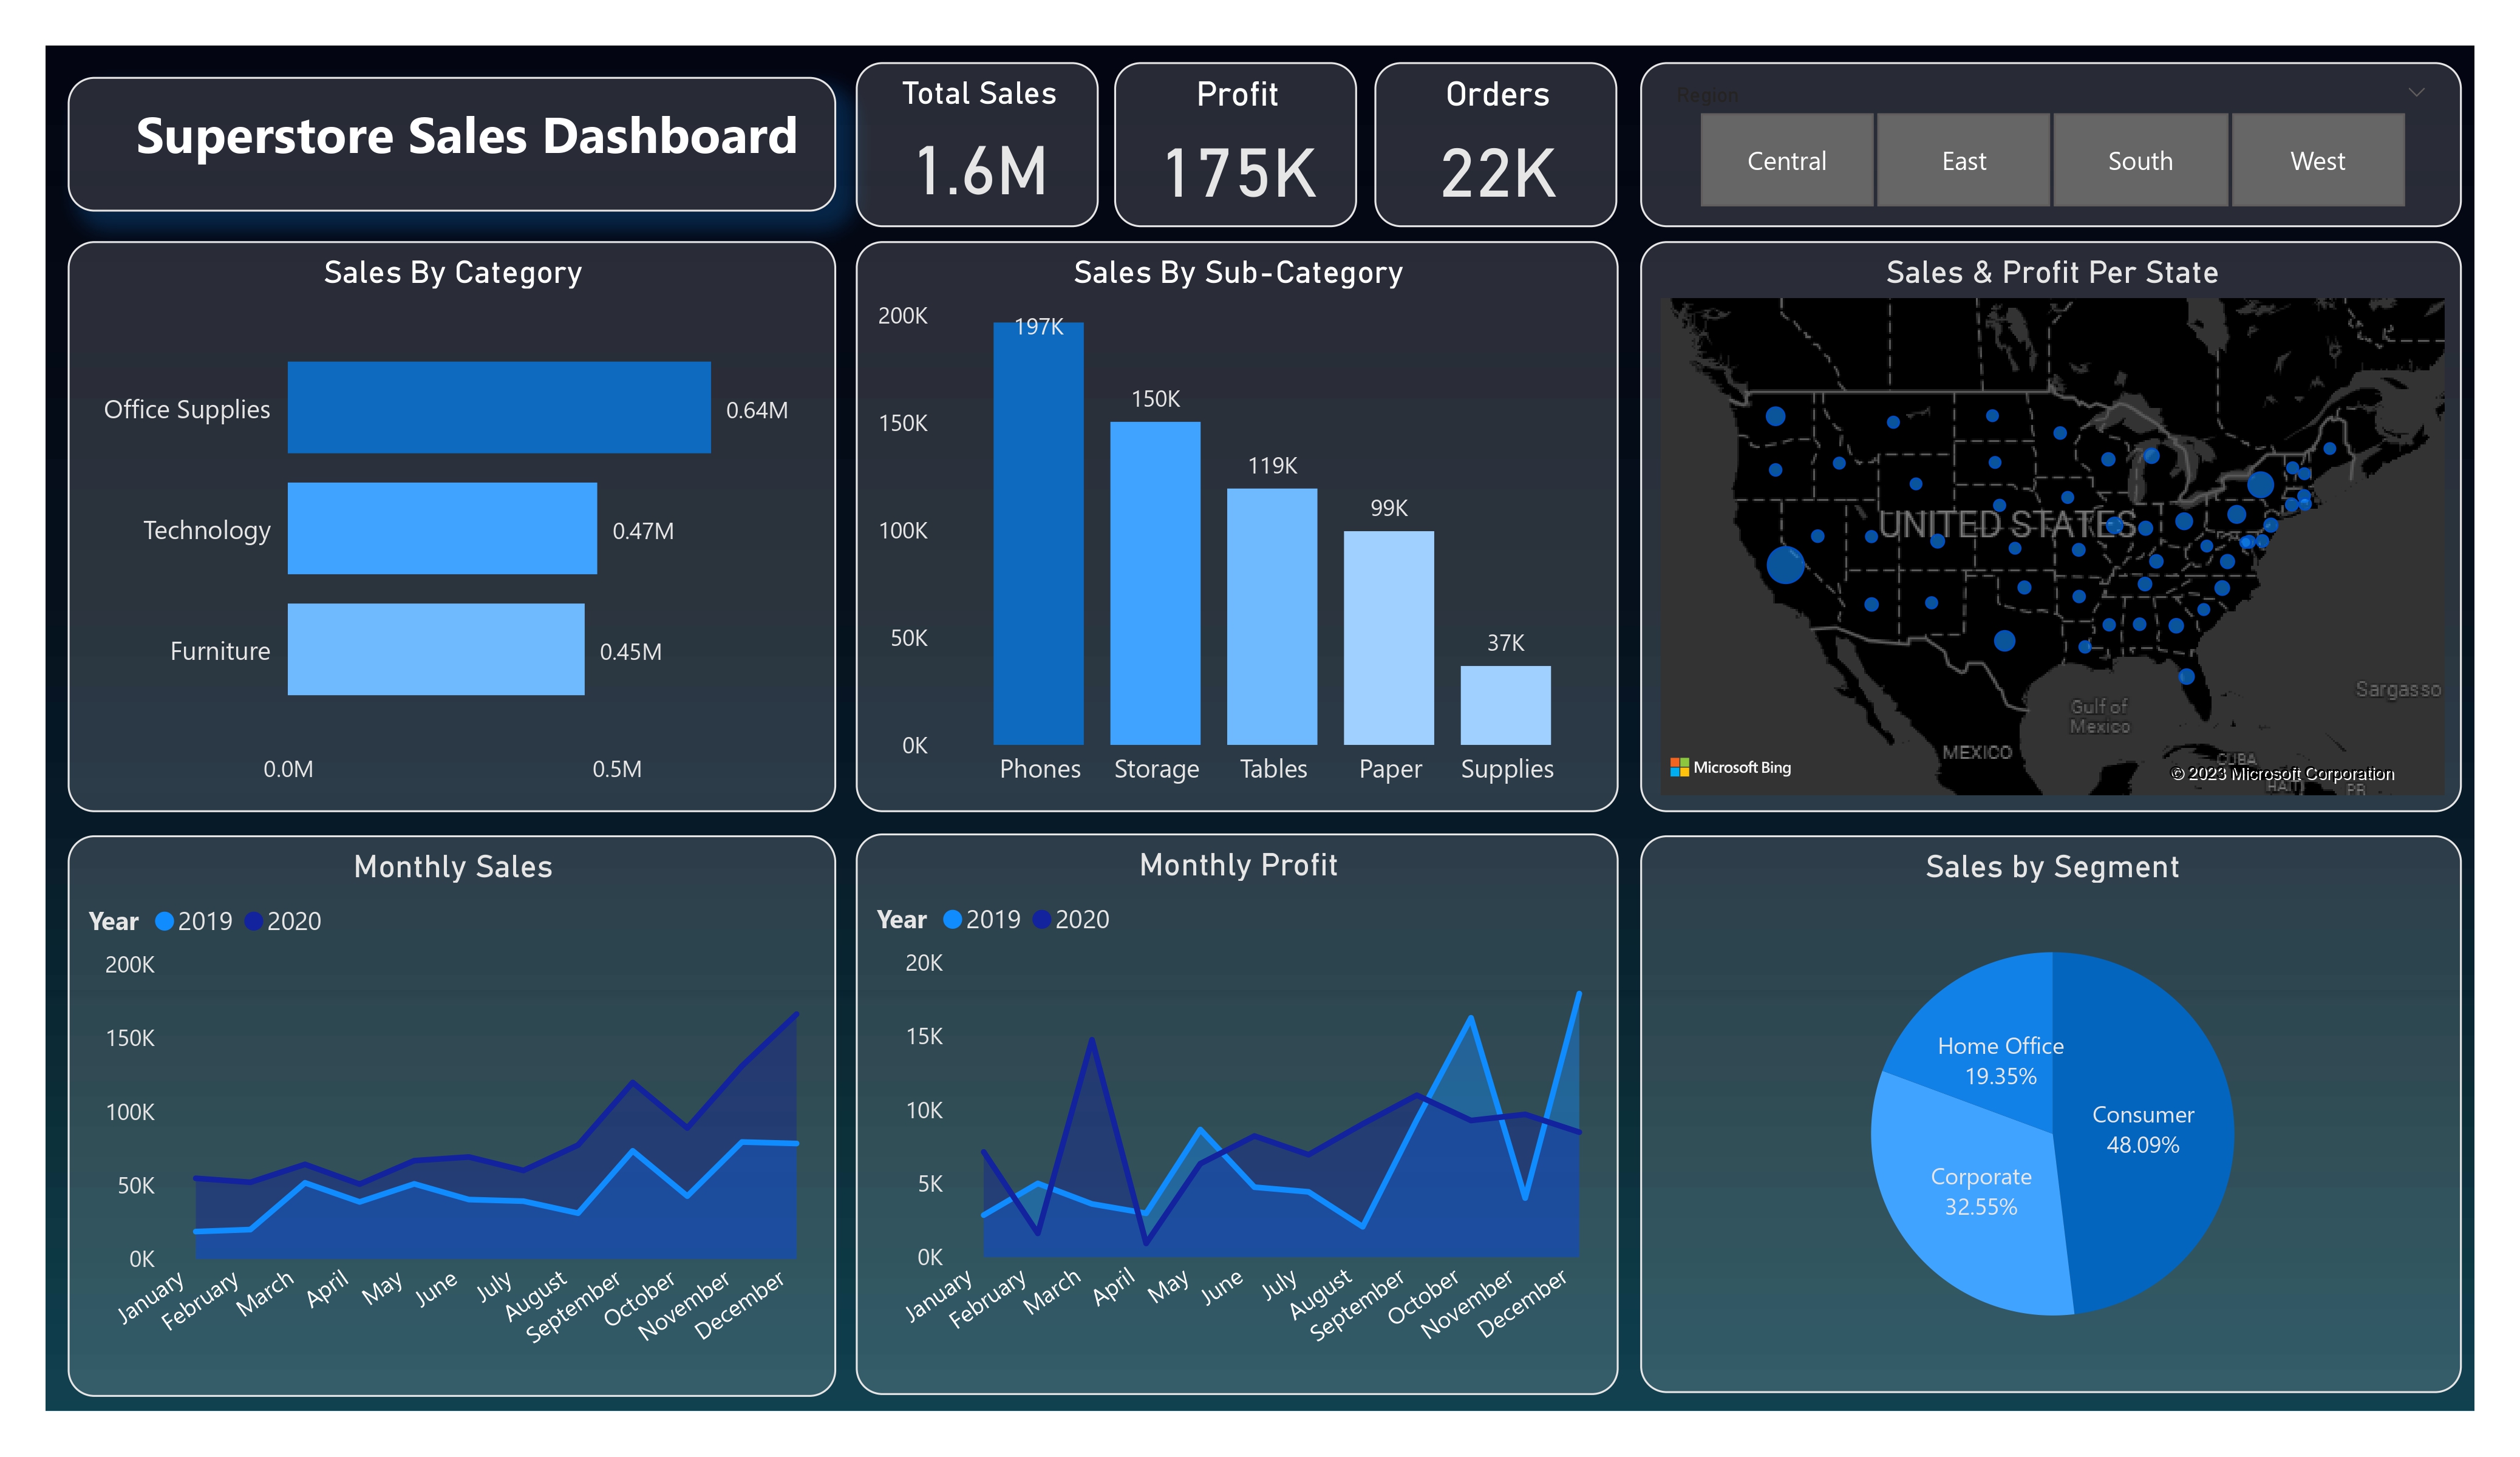 Superstore Sales Dashboard
Total Sales
1.6M
Profit
175K
Orders
22K
Region
Central
East
South
West
Sales By Category
Office Supplies
0.64M
Technology
0.47M
Furniture
0.45M
0.0M
0.5M
Sales By Sub-Category
200K
150K
100K
50K
0K
197K
150K
119K
99K
37K
Phones
Storage
Tables
Paper
Supplies
Sales & Profit Per State
UNITED STATES
Sargasso
Gulf of
Mexico
MEXICO
CUBA
Microsoft Bing
© 2023 Microsoft Corporation
HAITI
PR
Monthly Sales
Year 2019 2020
200K
150K
100K
50K
0K
January
February
March
April
May
June
July
August
September
October
November
December
Monthly Profit
Year 2019 2020
20K
15K
10K
5K
0K
January
February
March
April
May
June
July
August
September
October
November
December
Sales by Segment
Home Office
19.35%
Consumer
48.09%
Corporate
32.55%